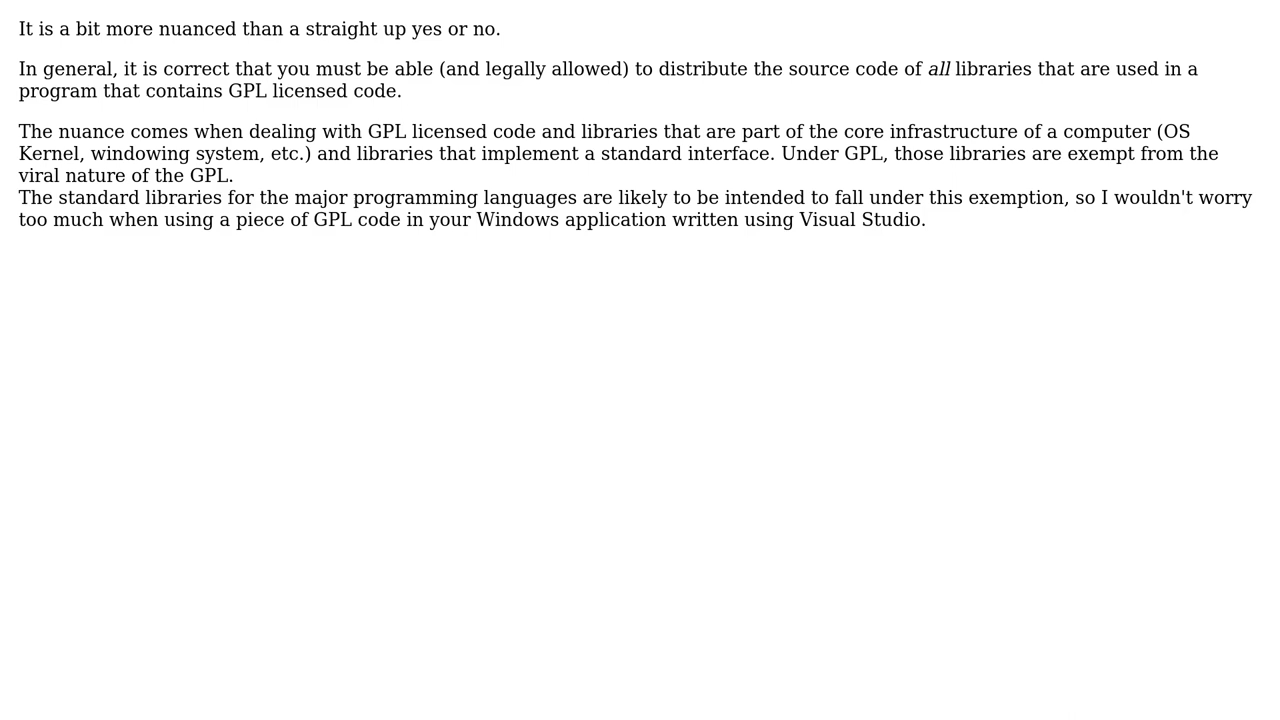 It is a bit more nuanced than a straight up yes or no.
In general, it is correct that you must be able (and legally allowed) to distribute the source code of all libraries that are used in a
program that contains GPL licensed code.
The nuance comes when dealing with GPL licensed code and libraries that are part of the core infrastructure of a computer (OS
Kernel, windowing system, etc.) and libraries that implement a standard interface. Under GPL, those libraries are exempt from the
viral nature of the GPL.
The standard libraries for the major programming languages are likely to be intended to fall under this exemption, so I wouldn't worry
too much when using a piece of GPL code in your Windows application written using Visual Studio.